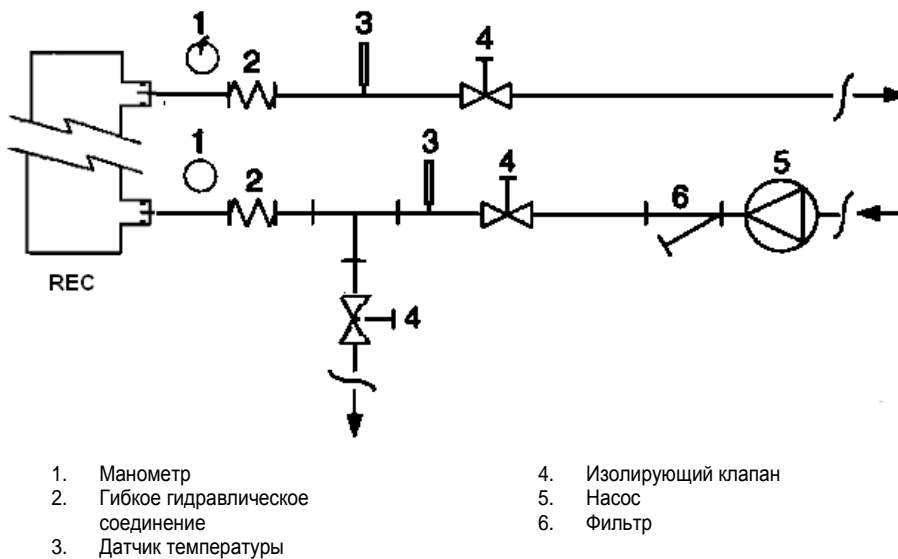 1
2
3
4
1
2
3
4
5
6
REC
4
1. Манометр
2. Гибкое гидравлическое
соединение
3. Датчик температуры
4. Изолирующий клапан
5. Насос
6. Фильтр